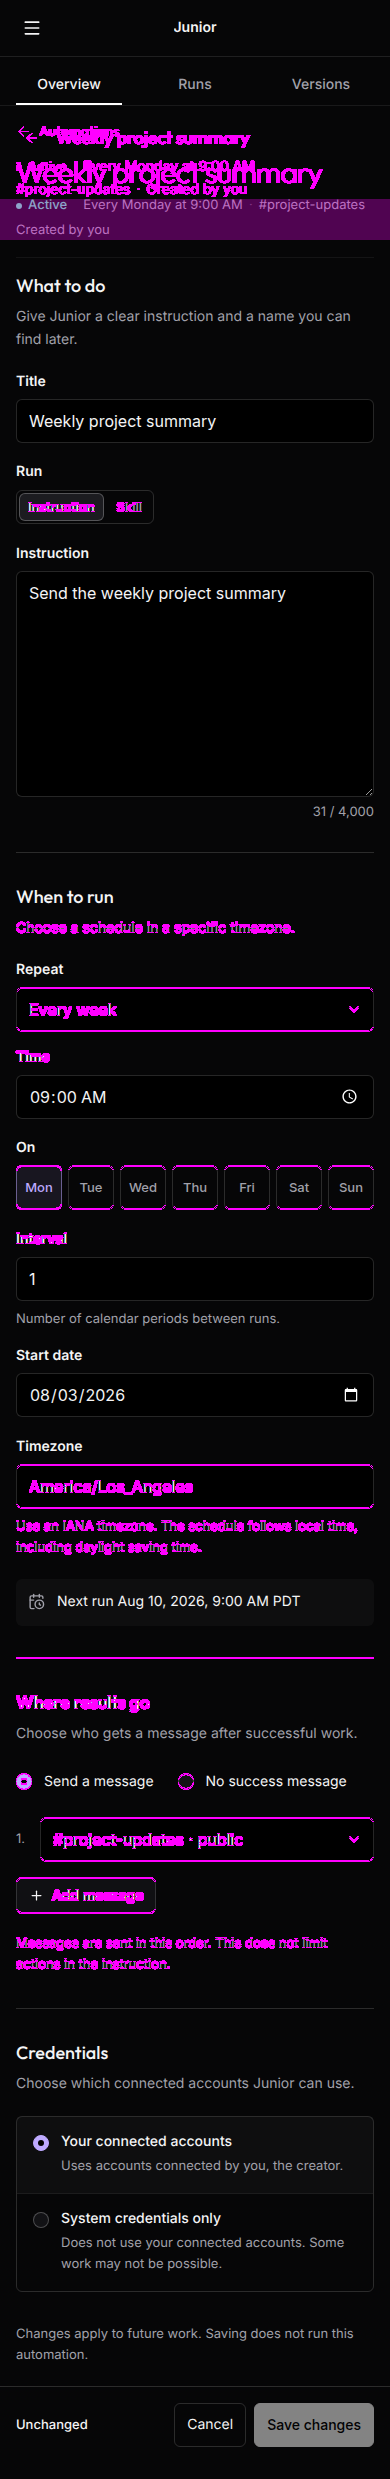 Junior
Overview
Runs
Versions
Automations
Weekly project summary
Every Monday at 9:00 AM
Weekly project summary
#project-updates · Created by you
Active Every Monday at 9:00 AM · #project-updates
Created by you
What to do
Give Junior a clear instruction and a name you can
find later.
Title
Weekly project summary
Run
Instruction
Skill
Instruction
Send the weekly project summary
31 / 4,000
When to run
Choose a schedule in a specific timezone.
Repeat
Every week
Time
09:00 AM
On
Mon Tue Wed Thu Fri Sat Sun
Interval
1
Number of calendar periods between runs.
Start date
08/03/2026
Timezone
America/Los_Angeles
Use an IANA timezone. The schedule follows local time,
including daylight saving time.
Next run Aug 10, 2026, 9:00 AM PDT
Where results go
Choose who gets a message after successful work.
Send a message
No success message
1. #project-updates · public
+ Add message
Messages are sent in this order. This does not limit
actions in the instruction.
Credentials
Choose which connected accounts Junior can use.
Your connected accounts
Uses accounts connected by you, the creator.
System credentials only
Does not use your connected accounts. Some
work may not be possible.
Changes apply to future work. Saving does not run this
automation.
Unchanged
Cancel
Save changes